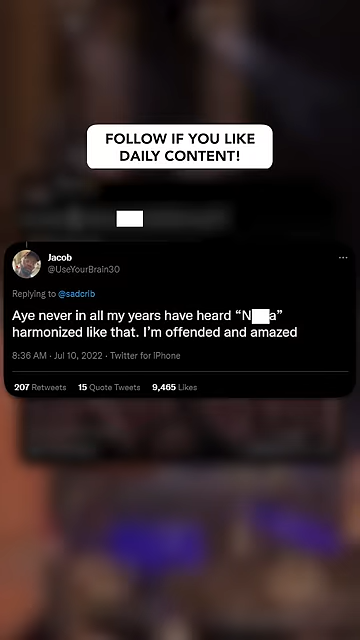 FOLLOW IF YOU LIKE
DAILY CONTENT!
Jacob
@UseYourBrain30
Replying to @sadcrib
Aye never in all my years have heard “N a”
harmonized like that. I’m offended and amazed
8:36 AM · Jul 10, 2022 · Twitter for iPhone
207 Retweets 15 Quote Tweets 9,465 Likes